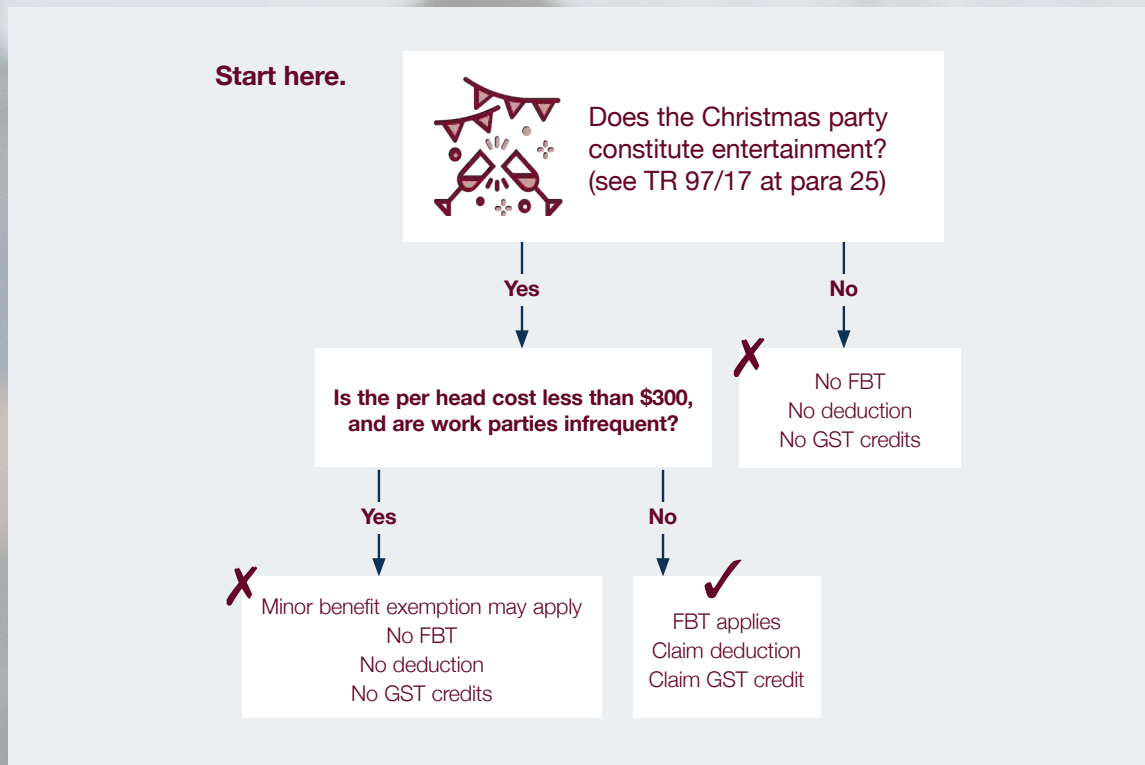 Start here.
Does the Christmas party
constitute entertainment?
(see TR 97/17 at para 25)
Yes
No
Is the per head cost less than $300,
and are work parties infrequent?
No FBT
No deduction
No GST credits
Yes
No
Minor benefit exemption may apply
No FBT
No deduction
No GST credits
FBT applies
Claim deduction
Claim GST credit